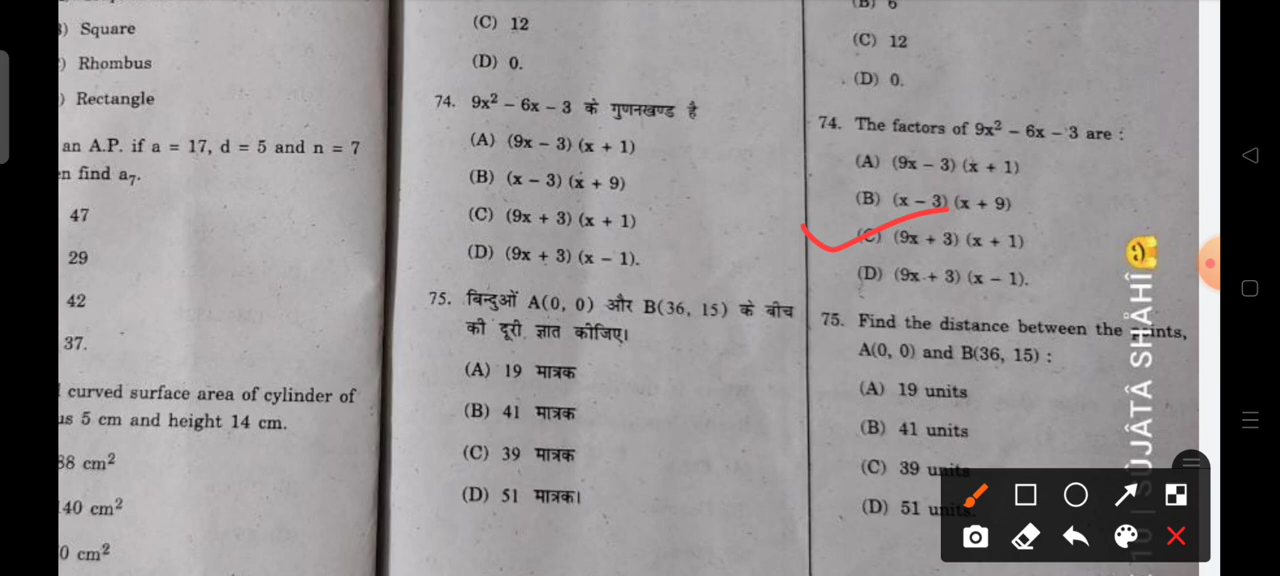 Square
Rhombus
Rectangle
an A.P. if a = 17, d = 5 and n = 7
find a₇.
47
29
42
37.
curved surface area of cylinder of
5 cm and height 14 cm.
cm²
cm²
cm²
(C) 12
(D) 0.
74. 9x² – 6x – 3 के गुणनखण्ड है
(A) (9x – 3) (x + 1)
(B) (x – 3) (x + 9)
(C) (9x + 3) (x + 1)
(D) (9x + 3) (x – 1).
75. बिन्दुओं A(0, 0) और B(36, 15) के बीच
की दूरी ज्ञात कीजिए।
(A) 19 मात्रक
(B) 41 मात्रक
(C) 39 मात्रक
(D) 51 मात्रक।
(B) 6
(C) 12
(D) 0.
74. The factors of 9x² – 6x – 3 are :
(A) (9x – 3) (x + 1)
(B) (x – 3) (x + 9)
(C) (9x + 3) (x + 1)
(D) (9x + 3) (x – 1).
75. Find the distance between the points,
A(0, 0) and B(36, 15) :
(A) 19 units
(B) 41 units
(C) 39 units
(D) 51 units.
SÛJÂTÂ SHÅHÎ